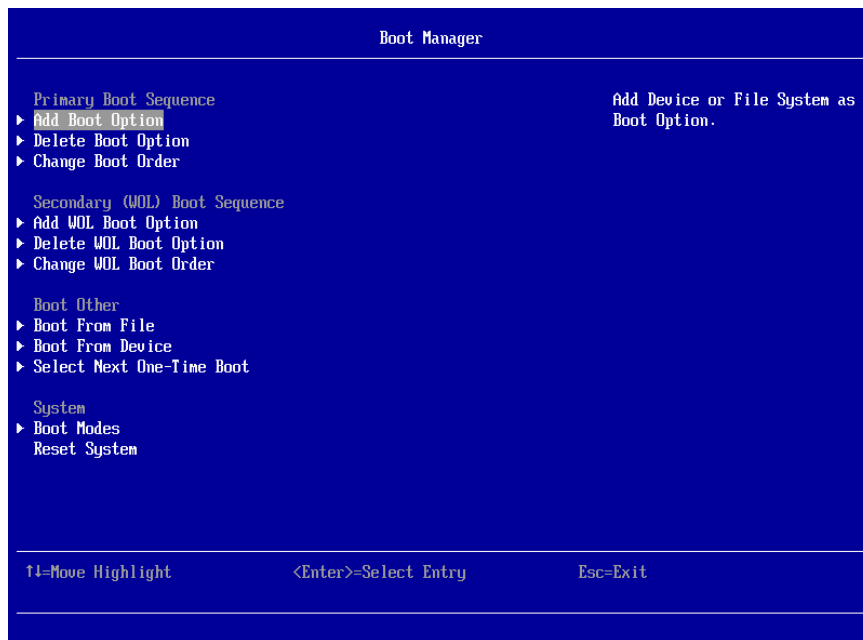 Boot Manager
Primary Boot Sequence
Add Boot Option
Delete Boot Option
Change Boot Order
Add Device or File System as
Boot Option.
Secondary (WOL) Boot Sequence
Add WOL Boot Option
Delete WOL Boot Option
Change WOL Boot Order
Boot Other
Boot From File
Boot From Device
Select Next One-Time Boot
System
Boot Modes
Reset System
↑↓=Move Highlight <Enter>=Select Entry Esc=Exit